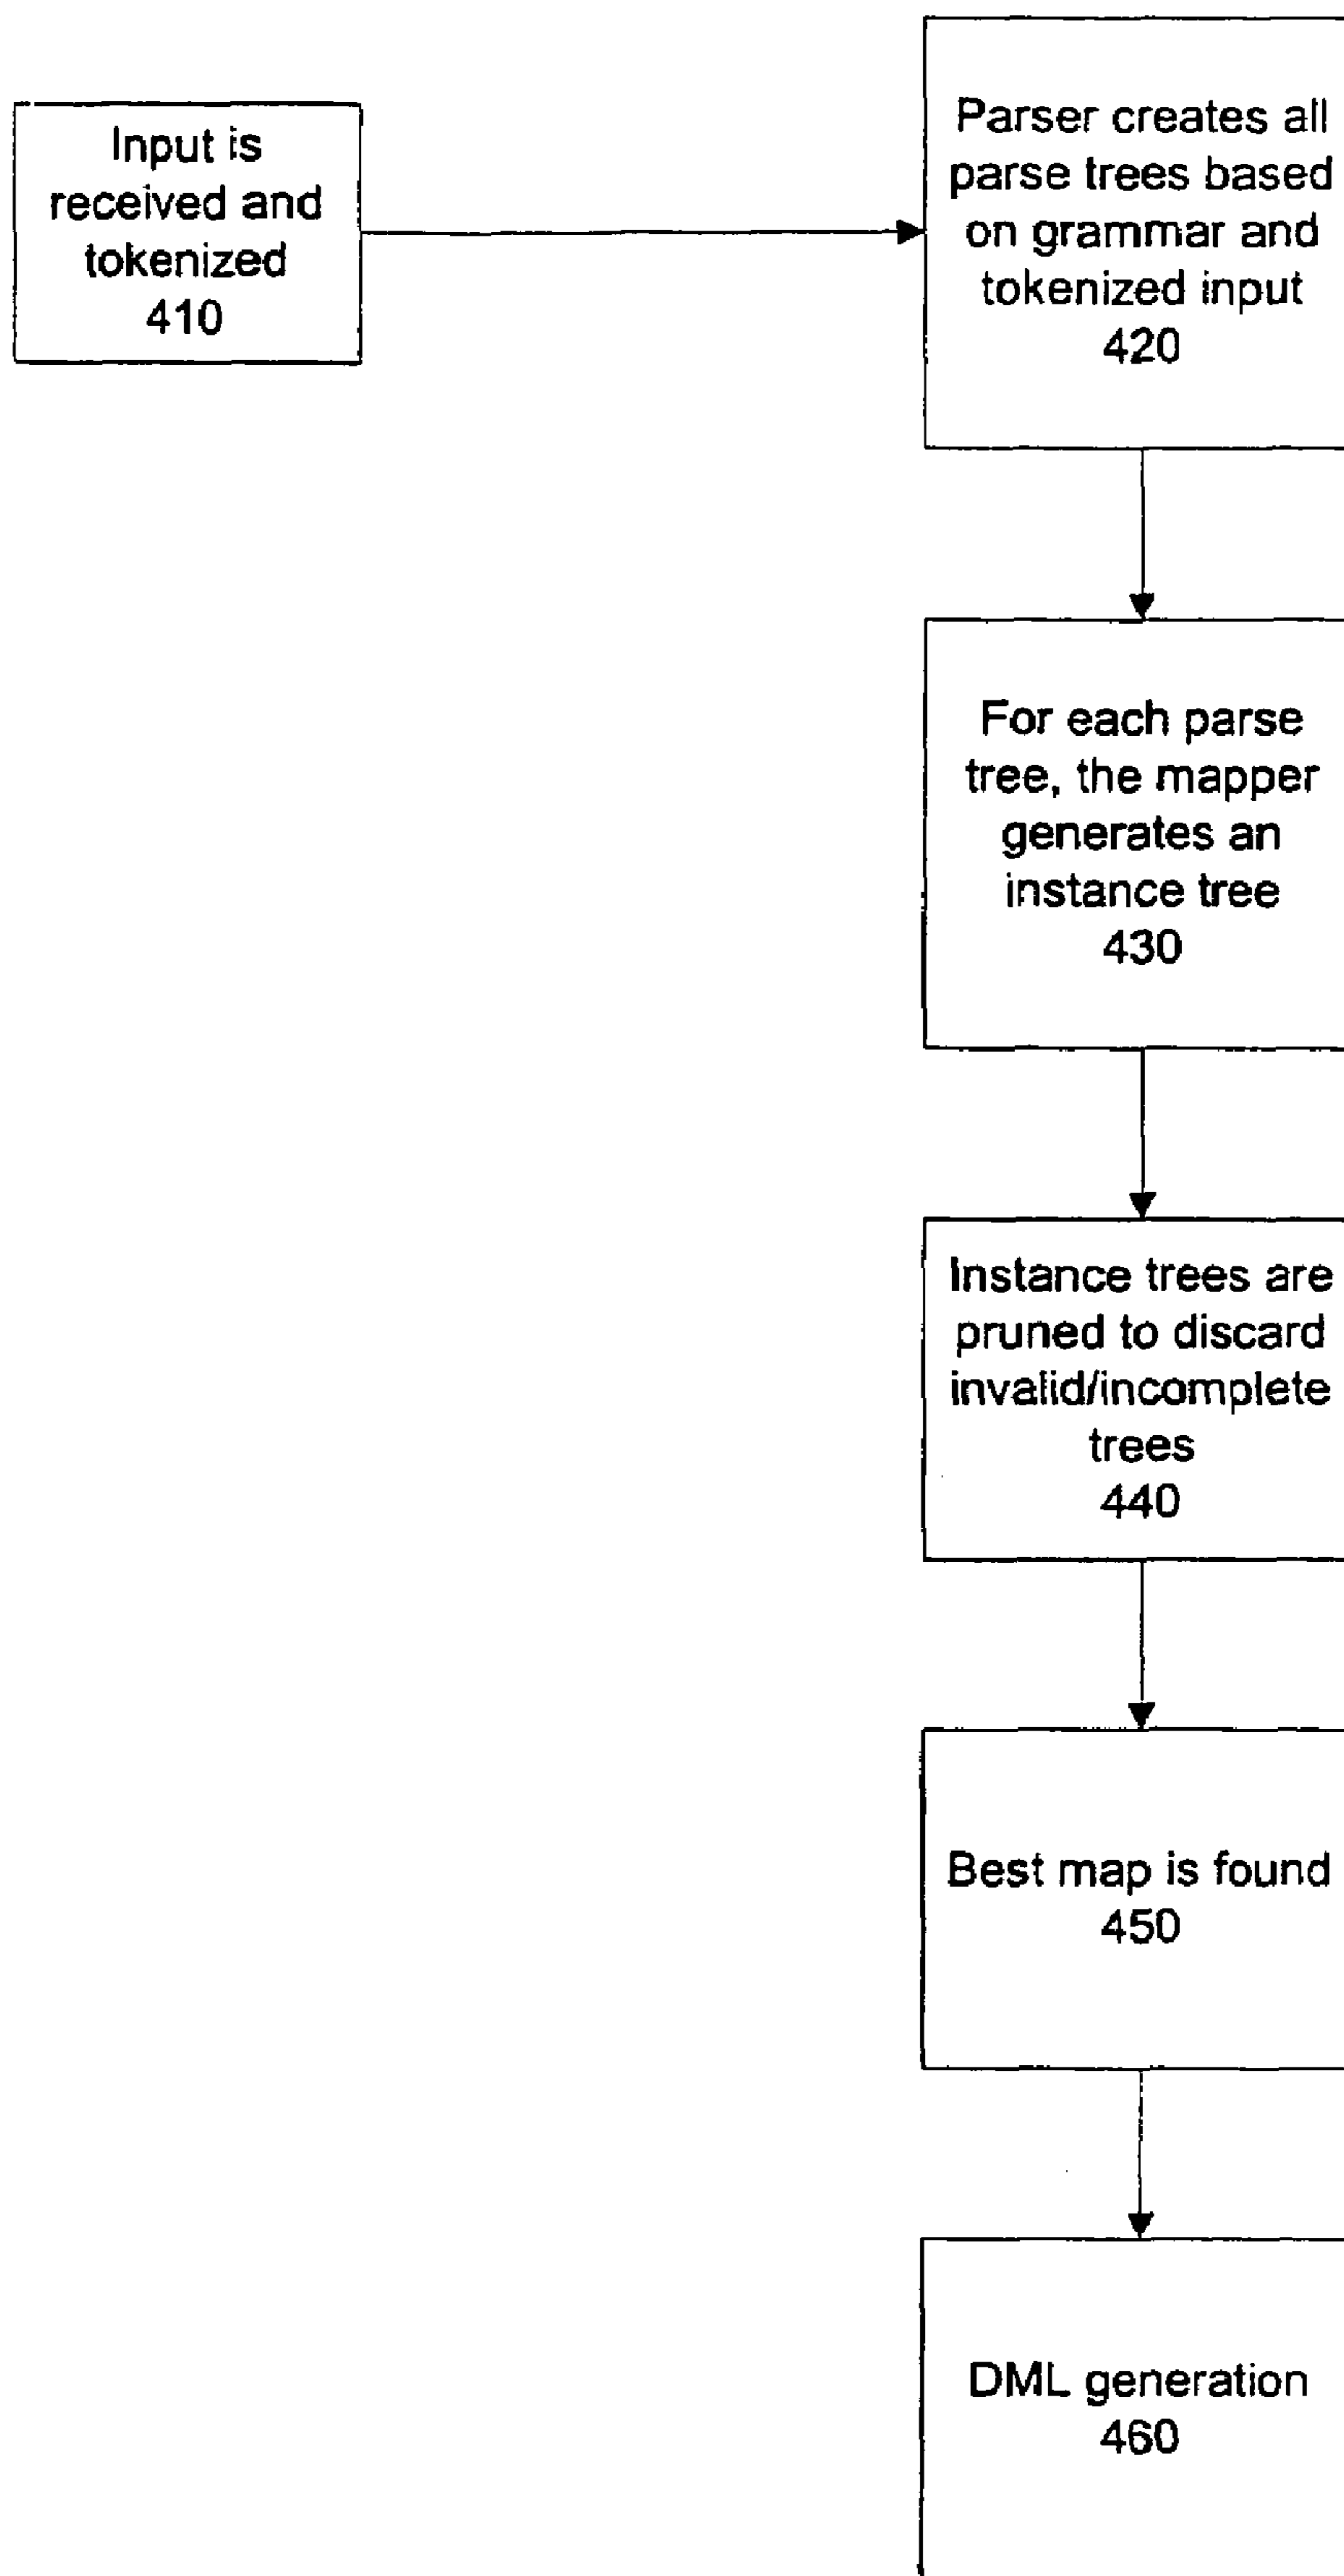 Input is
received and
tokenized
410
Parser creates all
parse trees based
on grammar and
tokenized input
420
For each parse
tree, the mapper
generates an
instance tree
430
Instance trees are
pruned to discard
invalid/incomplete
trees
440
Best map is found
450
DML generation
460